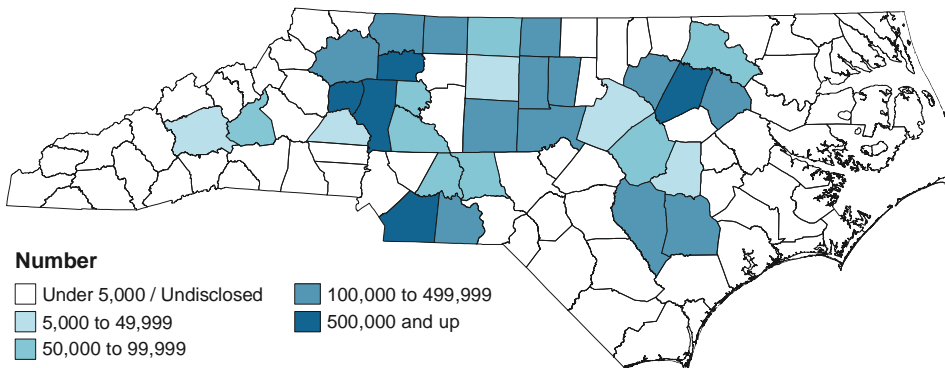 Number
Under 5,000 / Undisclosed
5,000 to 49,999
50,000 to 99,999
100,000 to 499,999
500,000 and up